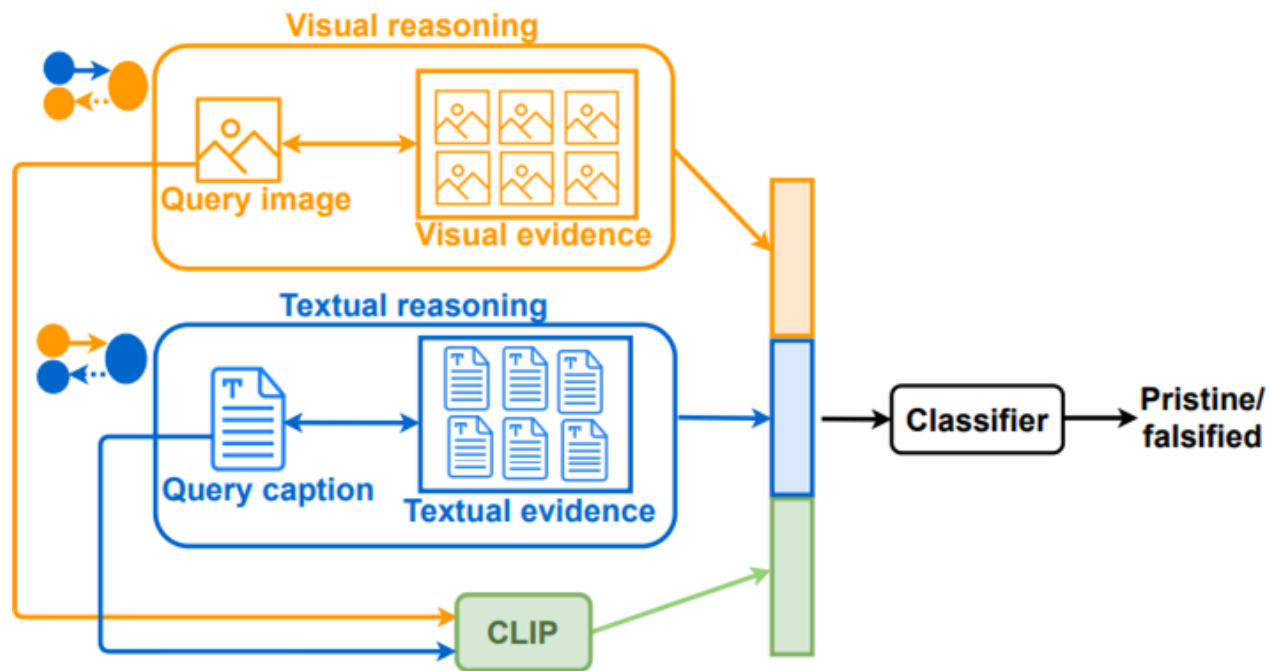 Visual reasoning
Query image
Visual evidence
Textual reasoning
T
T
T
T
T
T
T
Query caption
Textual evidence
CLIP
Classifier
Pristine/
falsified